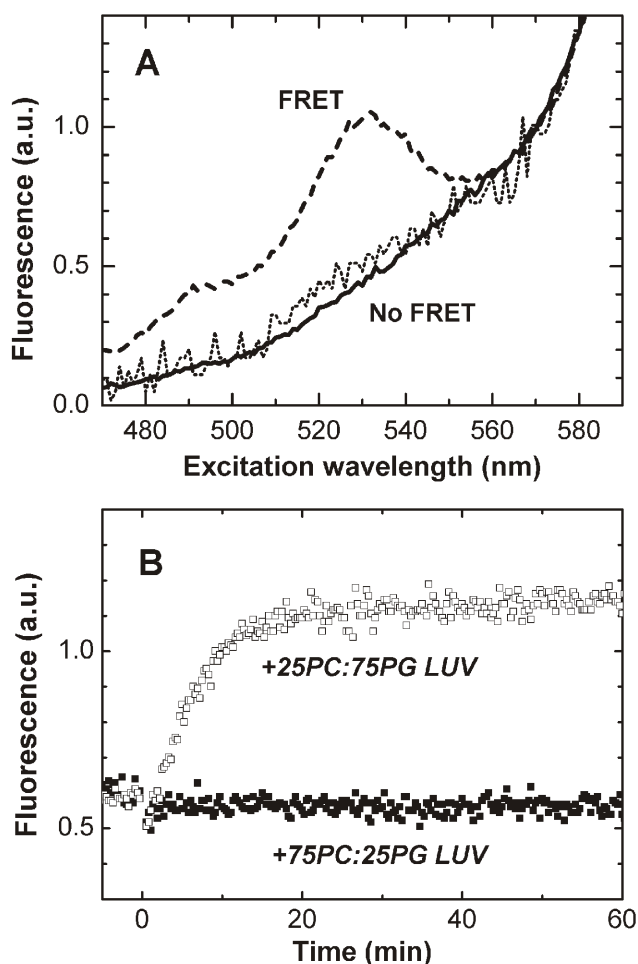 A
FRET
No FRET
Fluorescence (a.u.)
1.0
0.5
0.0
480 500 520 540 560 580
Excitation wavelength (nm)
B
+25PC:75PG LUV
+75PC:25PG LUV
Fluorescence (a.u.)
1.0
0.5
0 20 40 60
Time (min)